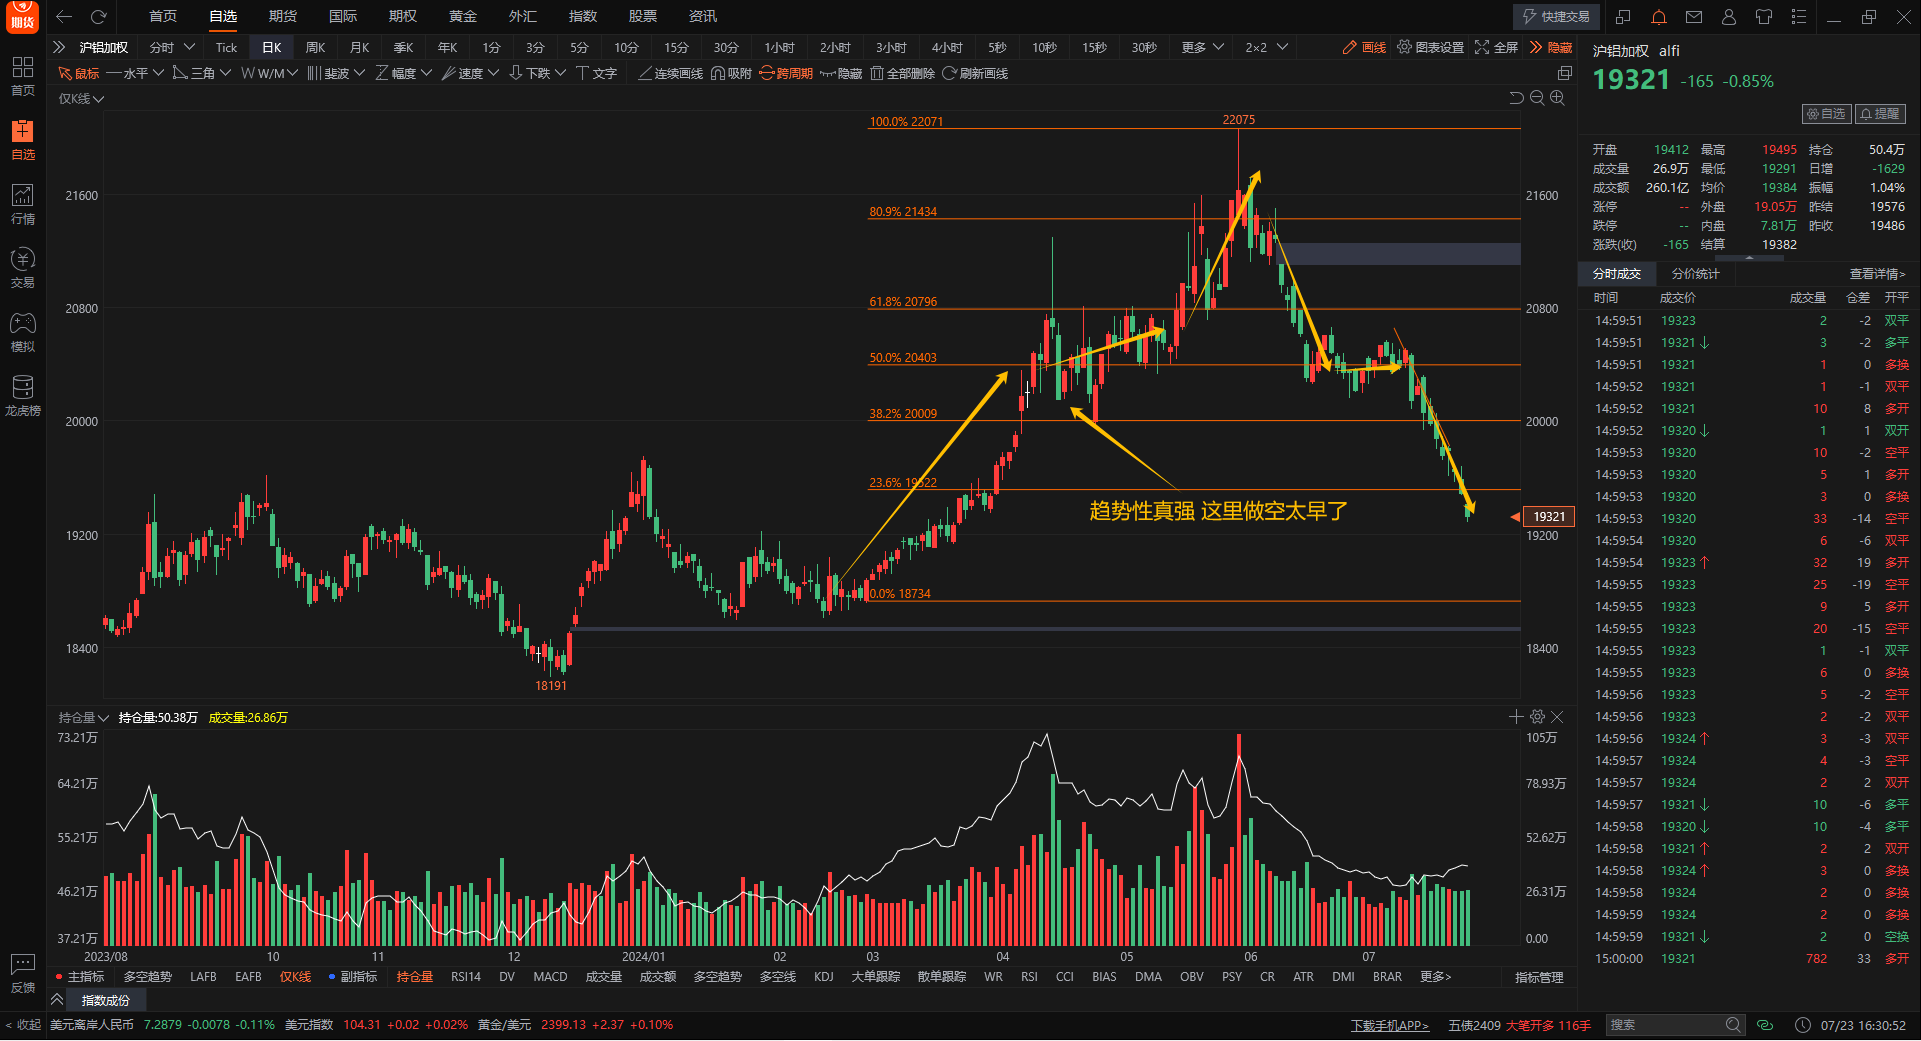 期货
首页 自选 期货 国际 期权 黄金 外汇 指数 股票 资讯 快捷交易
沪铝加权 分时 Tick 日K 周K 月K 季K 年K 1分 3分 5分 10分 15分 30分 1小时 2小时 3小时 4小时 5秒 10秒 15秒 30秒 更多 2×2 画线 图表设置 全屏 隐藏
鼠标 水平 三角 W/M 斐波 幅度 速度 下跌 文字 连续画线 吸附 跨周期 隐藏 全部删除 刷新画线
首页
自选
行情
交易
模拟
龙虎榜
反馈
< 收起
仅K线
100.0% 22071
22075
21600 21600
80.9% 21434
61.8% 20796
20800 20800
50.0% 20403
38.2% 20009
20000 20000
23.6% 19522
趋势性真强 这里做空太早了
19321
19200 19200
0.0% 18734
18400 18400
18191
持仓量 持仓量:50.38万 成交量:26.86万
73.21万 105万
64.21万 78.93万
55.21万 52.62万
46.21万 26.31万
37.21万 0.00
2023/08 10 11 12 2024/01 02 03 04 05 06 07
主指标 多空趋势 LAFB EAFB 仅K线 副指标 持仓量 RSI14 DV MACD 成交量 成交额 多空趋势 多空线 KDJ 大单跟踪 散单跟踪 WR RSI CCI BIAS DMA OBV PSY CR ATR DMI BRAR 更多> 指标管理
指数成份
沪铝加权 alfi
19321 -165 -0.85%
自选 提醒
开盘 19412 最高 19495 持仓 50.4万
成交量 26.9万 最低 19291 日增 -1629
成交额 260.1亿 均价 19384 振幅 1.04%
涨停 -- 外盘 19.05万 昨结 19576
跌停 -- 内盘 7.81万 昨收 19486
涨跌(收) -165 结算 19382
分时成交 分价统计 查看详情>
时间 成交价 成交量 仓差 开平
14:59:51 19323 2 -2 双平
14:59:51 19321↓ 3 -2 多平
14:59:51 19321 1 0 多换
14:59:52 19321 1 -1 双平
14:59:52 19321 10 8 多开
14:59:52 19320↓ 1 1 双开
14:59:53 19320 10 -2 空平
14:59:53 19320 5 1 多开
14:59:53 19320 3 0 多换
14:59:53 19320 33 -14 空平
14:59:54 19320 6 -6 双平
14:59:54 19323↑ 32 19 多开
14:59:55 19323 25 -19 空平
14:59:55 19323 9 5 多开
14:59:55 19323 20 -15 空平
14:59:55 19323 1 -1 双平
14:59:55 19323 6 0 多换
14:59:56 19323 5 -2 空平
14:59:56 19323 2 -2 双平
14:59:56 19324↑ 3 -3 双平
14:59:57 19324 4 -3 空平
14:59:57 19324 2 2 双开
14:59:57 19321↓ 10 -6 多平
14:59:58 19320↓ 10 -4 多平
14:59:58 19321↑ 2 2 双开
14:59:58 19324↑ 3 0 多换
14:59:58 19324 2 0 多换
14:59:59 19324 2 0 多换
14:59:59 19321↓ 2 0 空换
15:00:00 19321 782 33 多开
美元离岸人民币 7.2879 -0.0078 -0.11% 美元指数 104.31 +0.02 +0.02% 黄金/美元 2399.13 +2.37 +0.10% 下载手机APP> 五债2409 大笔开多 116手 搜索 07/23 16:30:52